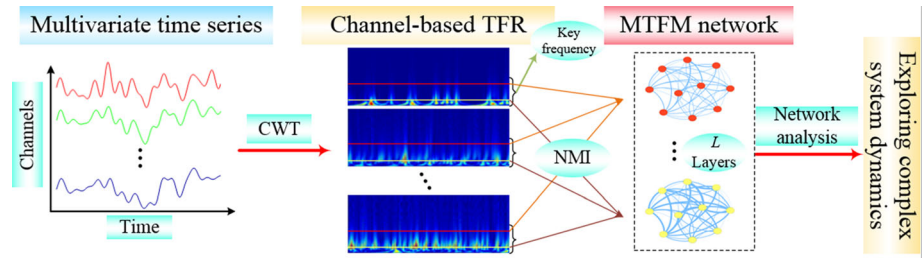 Multivariate time series
Channels
Time
CWT
Channel-based TFR
Key
frequency
NMI
MTFM network
L
Layers
Network
analysis
Exploring complex
system dynamics